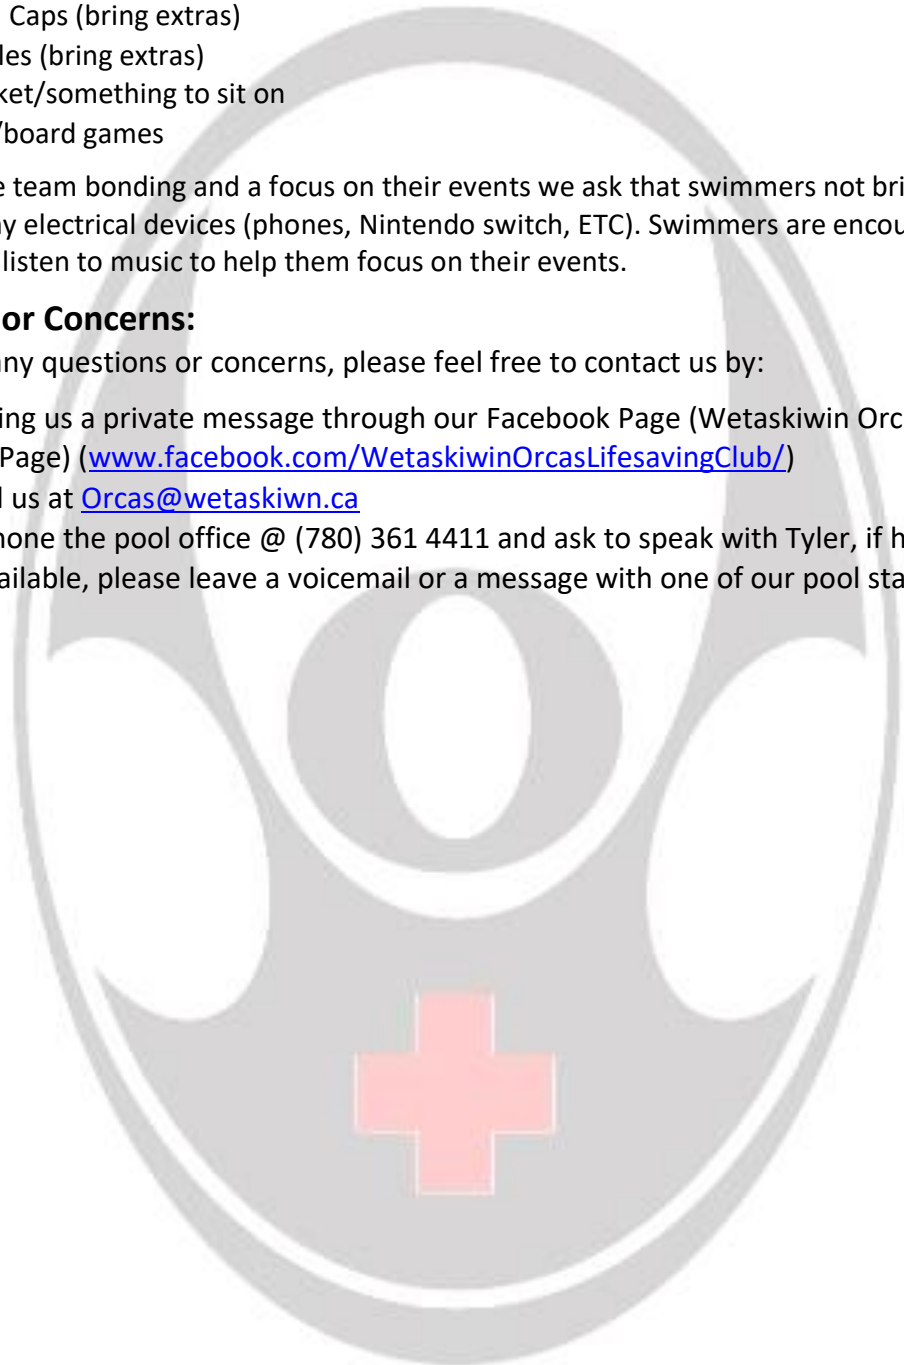 Caps (bring extras)
les (bring extras)
ket/something to sit on
/board games
e team bonding and a focus on their events we ask that swimmers not bri
y electrical devices (phones, Nintendo switch, ETC). Swimmers are encou
listen to music to help them focus on their events.
or Concerns:
any questions or concerns, please feel free to contact us by:
ing us a private message through our Facebook Page (Wetaskiwin Orc
Page) (www.facebook.com/WetaskiwinOrcasLifesavingClub/)
l us at Orcas@wetaskiwn.ca
hone the pool office @ (780) 361 4411 and ask to speak with Tyler, if h
ailable, please leave a voicemail or a message with one of our pool sta